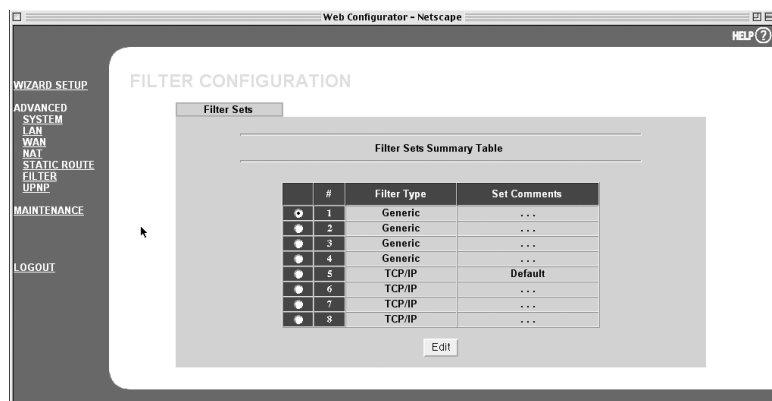 Web Configurator - Netscape
HELP ?
WIZARD SETUP
ADVANCED
SYSTEM
LAN
WAN
NAT
STATIC ROUTE
FILTER
UPNP
MAINTENANCE
LOGOUT
FILTER CONFIGURATION
Filter Sets
Filter Sets Summary Table
# Filter Type Set Comments
1 Generic ...
2 Generic ...
3 Generic ...
4 Generic ...
5 TCP/IP Default
6 TCP/IP ...
7 TCP/IP ...
8 TCP/IP ...
Edit